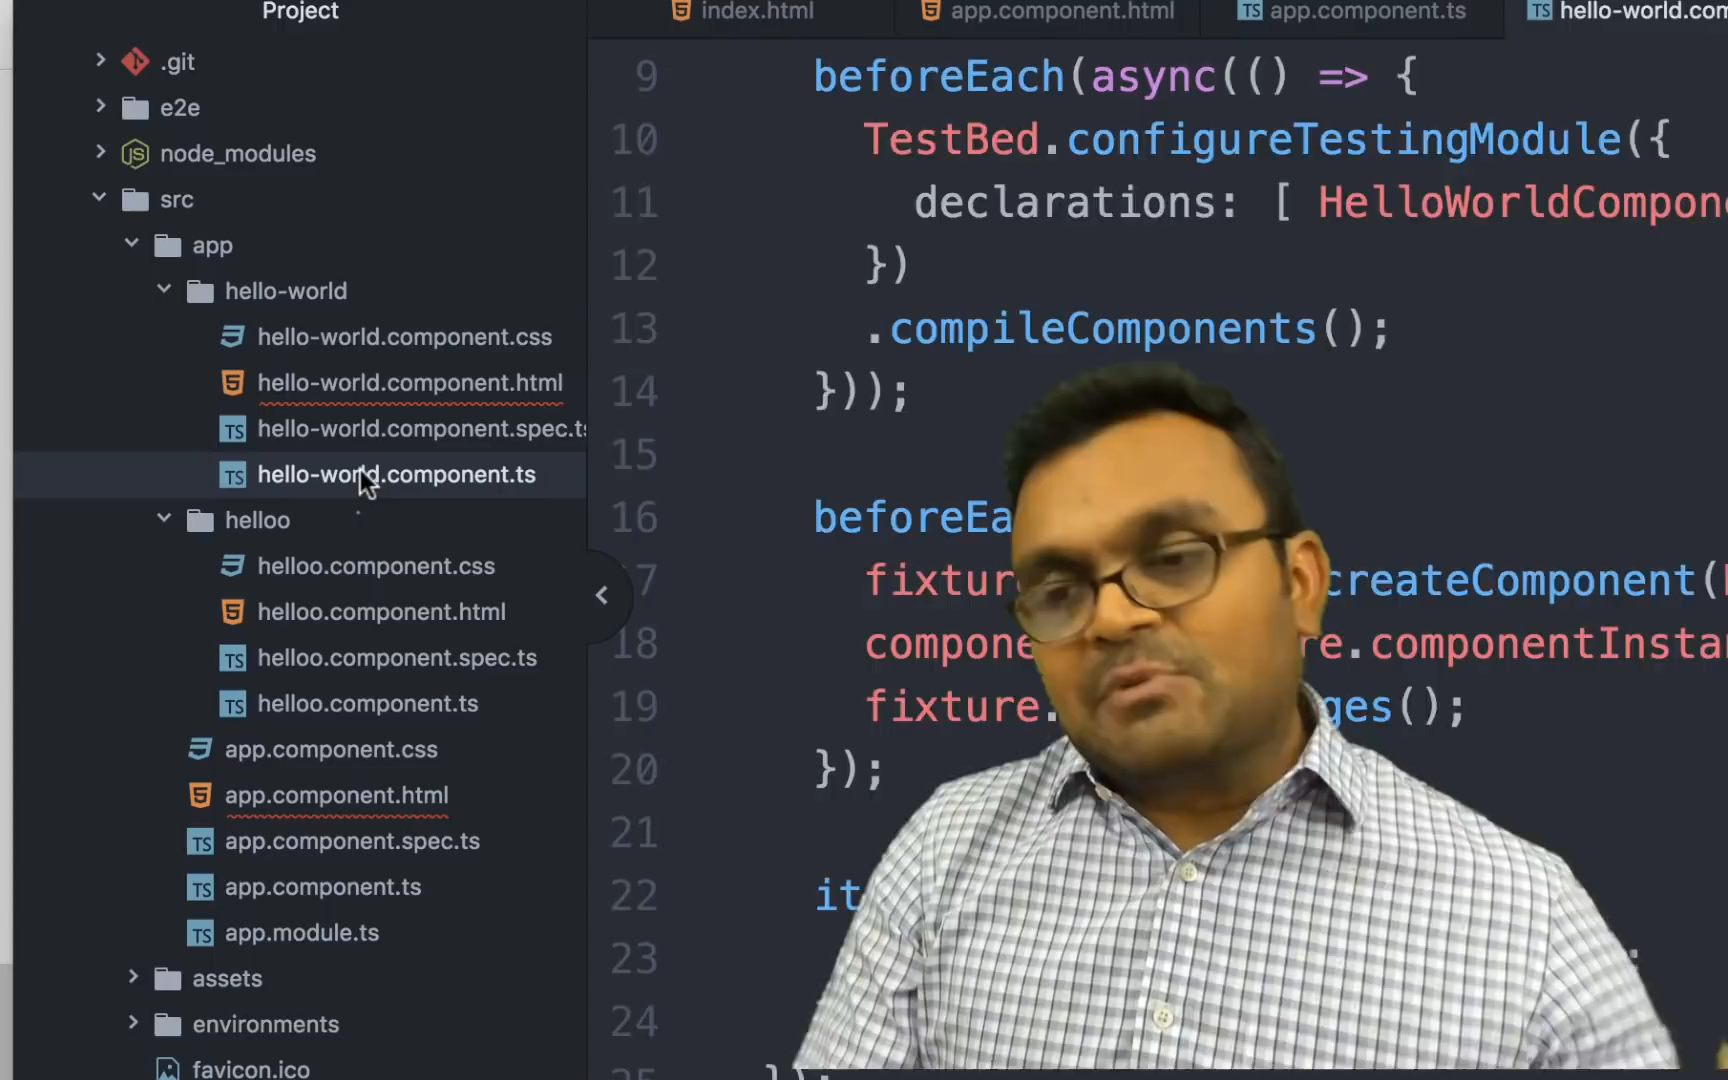 Project
.git
e2e
node_modules
src
app
hello-world
hello-world.component.css
hello-world.component.html
hello-world.component.spec.ts
hello-world.component.ts
helloo
helloo.component.css
helloo.component.html
helloo.component.spec.ts
helloo.component.ts
app.component.css
app.component.html
app.component.spec.ts
app.component.ts
app.module.ts
assets
environments
favicon.ico
index.html app.component.html app.component.ts hello-world.com
9 beforeEach(async(() => {
10 TestBed.configureTestingModule({
11 declarations: [ HelloWorldCompon
12 })
13 .compileComponents();
14 }));
15
16 beforeEa
17 fixtur createComponent(
18 compone re.componentInsta
19 fixture. ges();
20 });
21
22 it
23
24
25 });